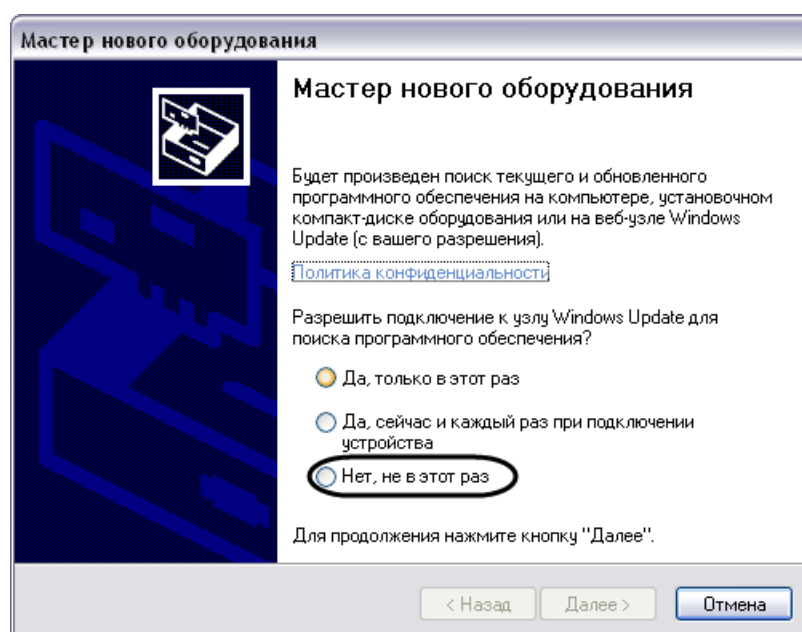 Мастер нового оборудования
Мастер нового оборудования
Будет произведен поиск текущего и обновленного
программного обеспечения на компьютере, установочном
компакт-диске оборудования или на веб-узле Windows
Update (с вашего разрешения).
Политика конфиденциальности
Разрешить подключение к узлу Windows Update для
поиска программного обеспечения?
Да, только в этот раз
Да, сейчас и каждый раз при подключении
устройства
Нет, не в этот раз
Для продолжения нажмите кнопку "Далее".
< Назад Далее > Отмена